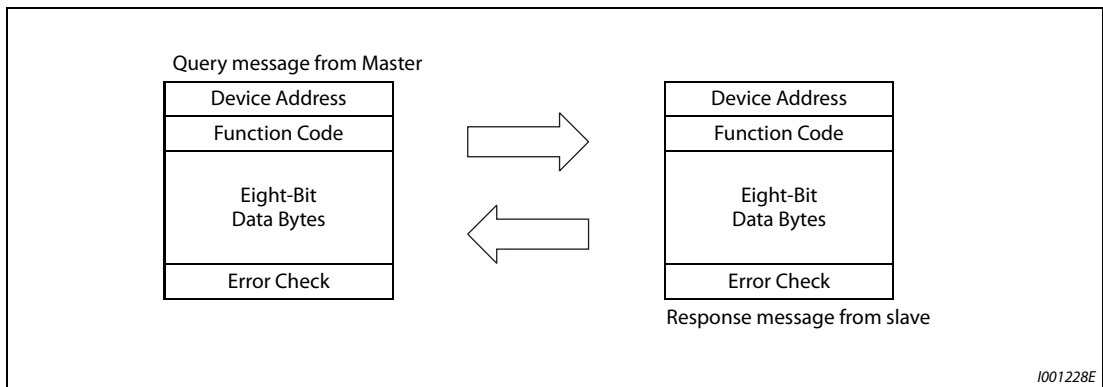 Query message from Master
Device Address
Function Code
Eight-Bit
Data Bytes
Error Check
Device Address
Function Code
Eight-Bit
Data Bytes
Error Check
Response message from slave
I001228E